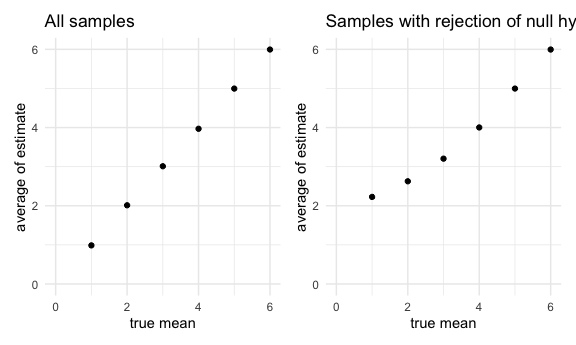 All samples
6
4
2
0
average of estimate
0 2 4 6
true mean
Samples with rejection of null hy
6
4
2
0
average of estimate
0 2 4 6
true mean